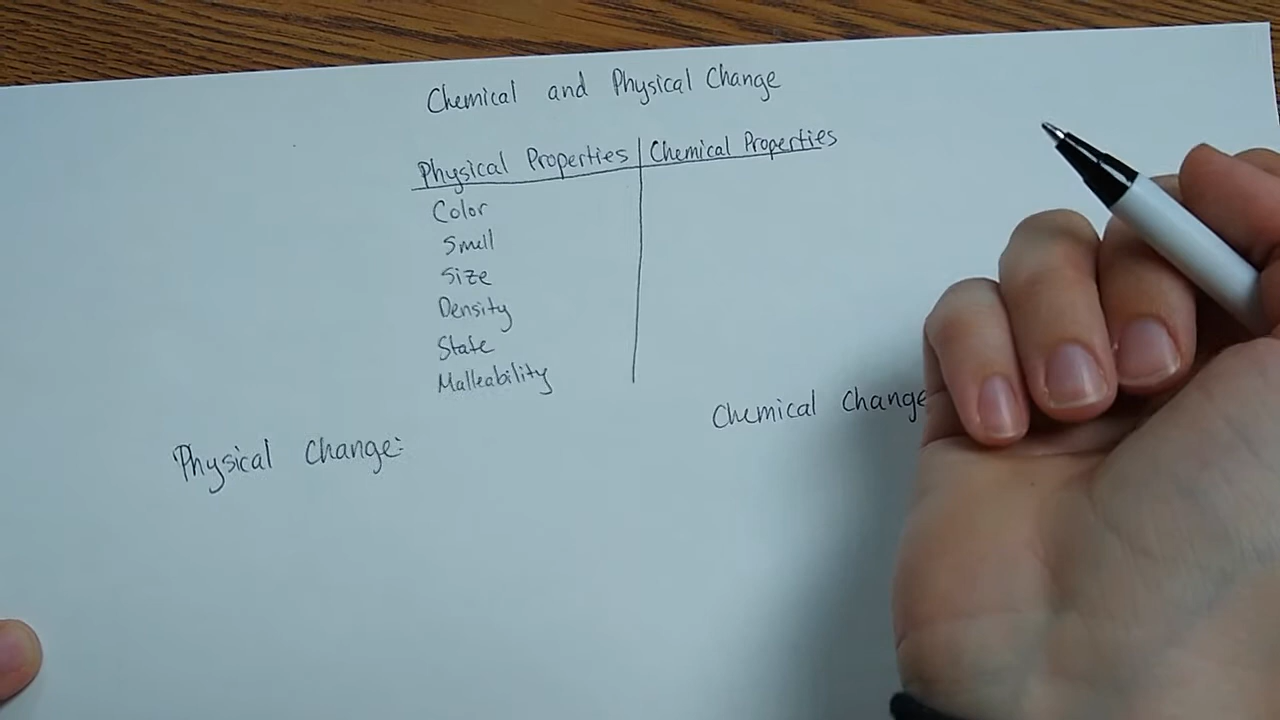 Chemical and Physical Change
Physical Properties | Chemical Properties
Color
Smell
Size
Density
State
Malleability
Chemical Change
Physical Change: